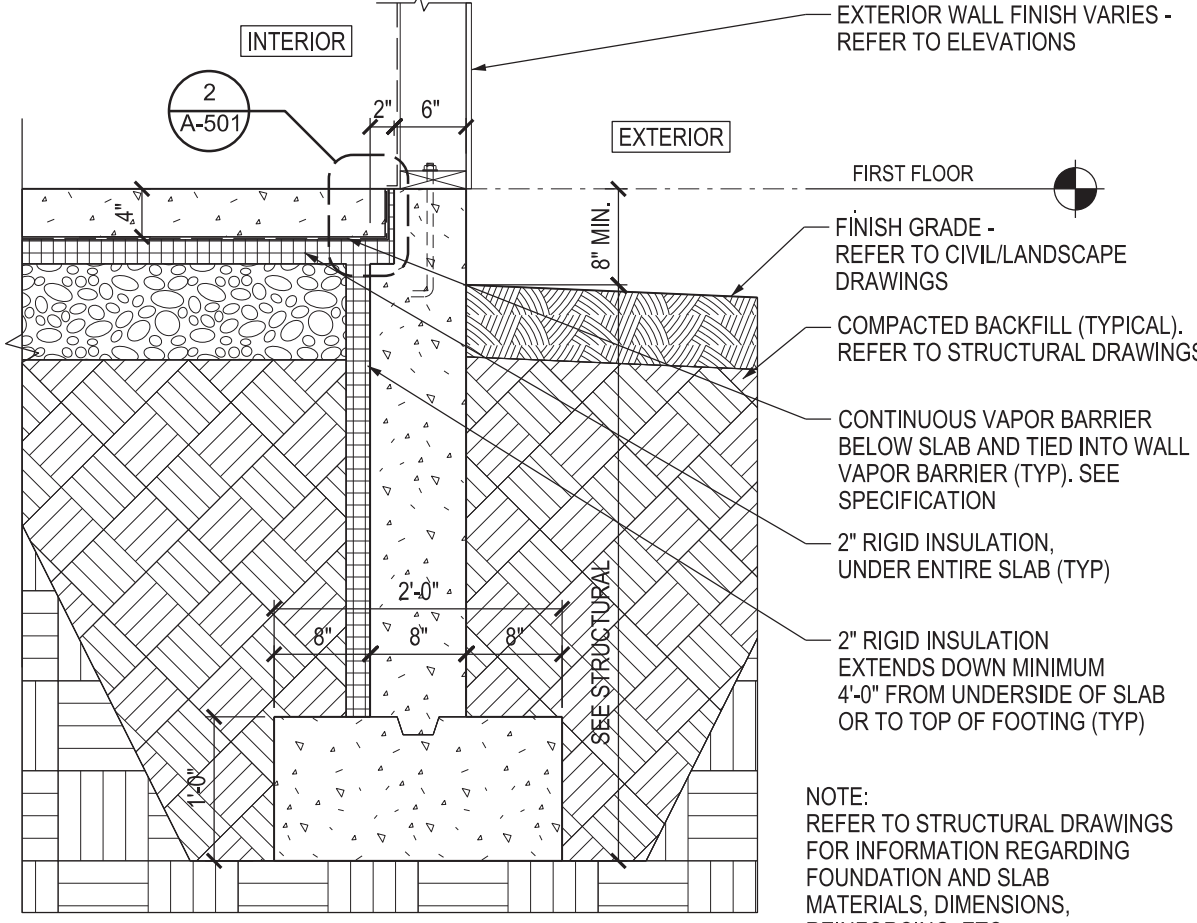 EXTERIOR WALL FINISH VARIES -
REFER TO ELEVATIONS
INTERIOR
2
A-501
2"
6"
EXTERIOR
FIRST FLOOR
4"
8" MIN.
FINISH GRADE -
REFER TO CIVIL/LANDSCAPE
DRAWINGS
COMPACTED BACKFILL (TYPICAL).
REFER TO STRUCTURAL DRAWINGS
CONTINUOUS VAPOR BARRIER
BELOW SLAB AND TIED INTO WALL
VAPOR BARRIER (TYP). SEE
SPECIFICATION
2" RIGID INSULATION,
UNDER ENTIRE SLAB (TYP)
2'-0"
8"
8"
8"
SEE STRUCTURAL
2" RIGID INSULATION
EXTENDS DOWN MINIMUM
4'-0" FROM UNDERSIDE OF SLAB
OR TO TOP OF FOOTING (TYP)
1'-0"
NOTE:
REFER TO STRUCTURAL DRAWINGS
FOR INFORMATION REGARDING
FOUNDATION AND SLAB
MATERIALS, DIMENSIONS,